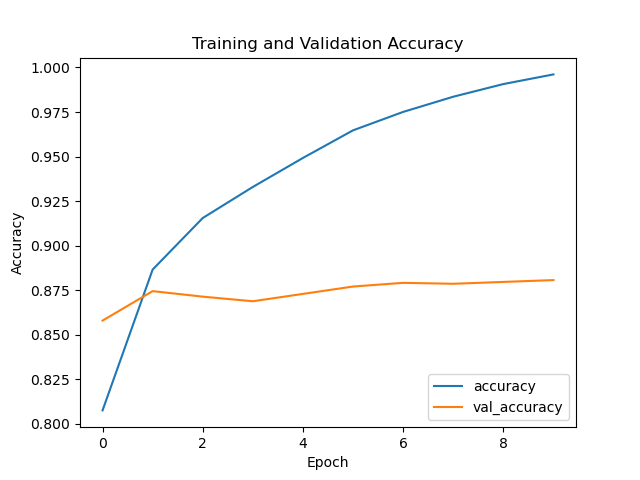 Training and Validation Accuracy
1.000
0.975
0.950
0.925
0.900
0.875
0.850
0.825
0.800
Accuracy
0 2 4 6 8
Epoch
accuracy
val_accuracy